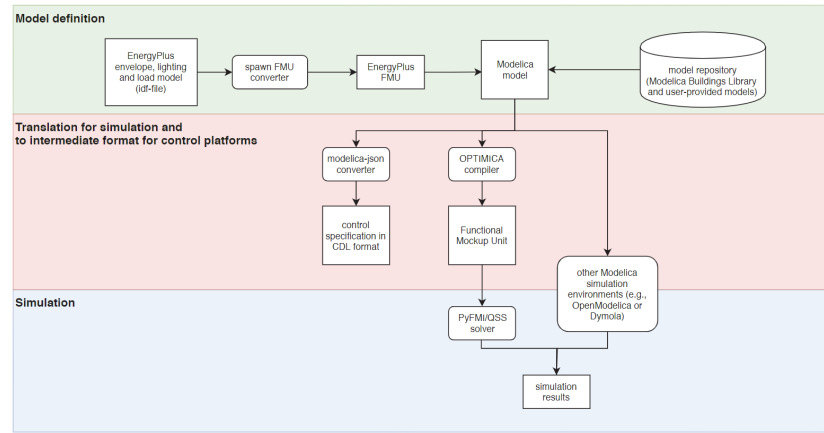 Model definition
EnergyPlus
envelope, lighting
and load model
(idf-file)
spawn FMU
converter
EnergyPlus
FMU
Modelica
model
model repository
(Modelica Buildings Library
and user-provided models)
Translation for simulation and
to intermediate format for control platforms
modelica-json
converter
OPTIMICA
compiler
control
specification in
CDL format
Functional
Mockup Unit
other Modelica
simulation
environments (e.g.,
OpenModelica or
Dymola)
Simulation
PyFMI/QSS
solver
simulation
results